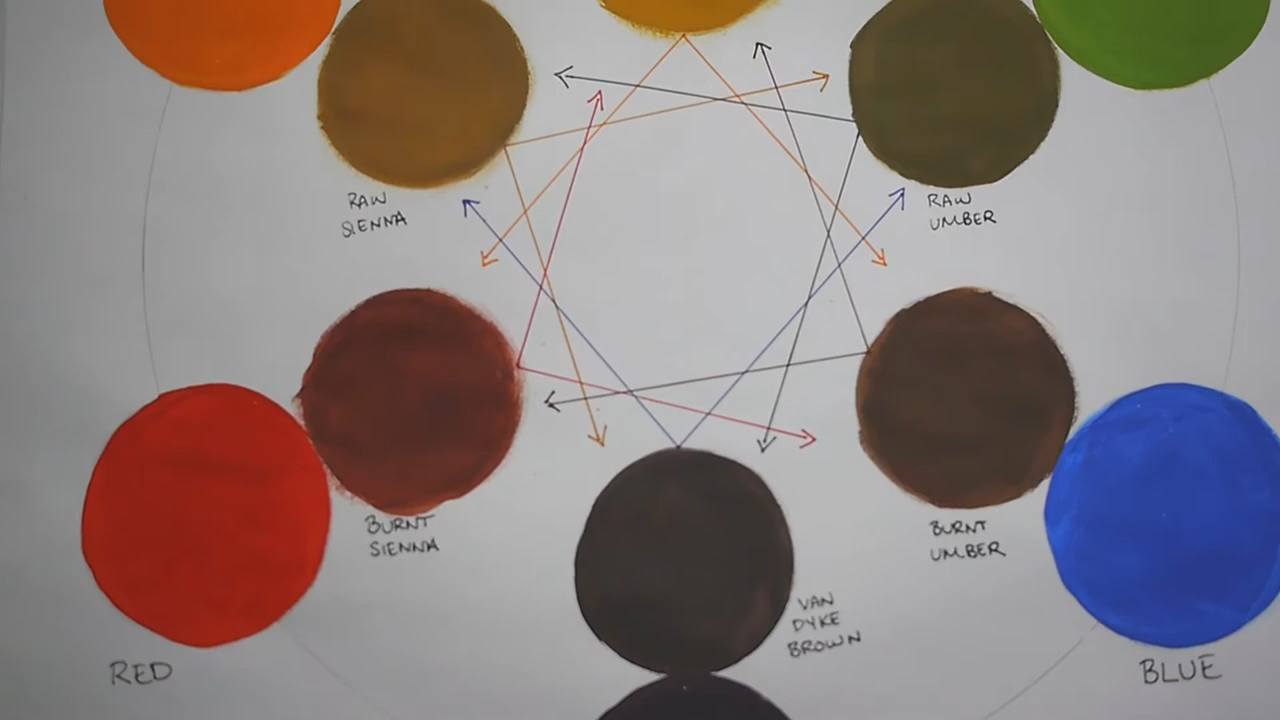 RAW
SIENNA
RAW
UMBER
BURNT
SIENNA
BURNT
UMBER
VAN
DYKE
BROWN
RED
BLUE